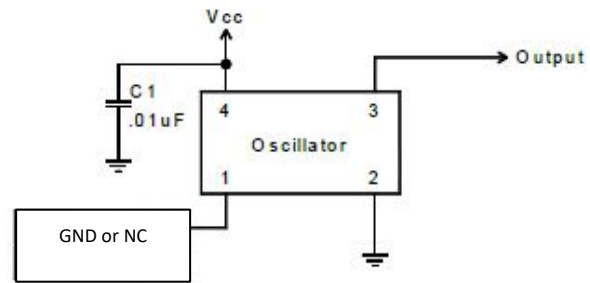 Vcc
Output
C1
.01uF
4
3
Oscillator
1
2
GND or NC